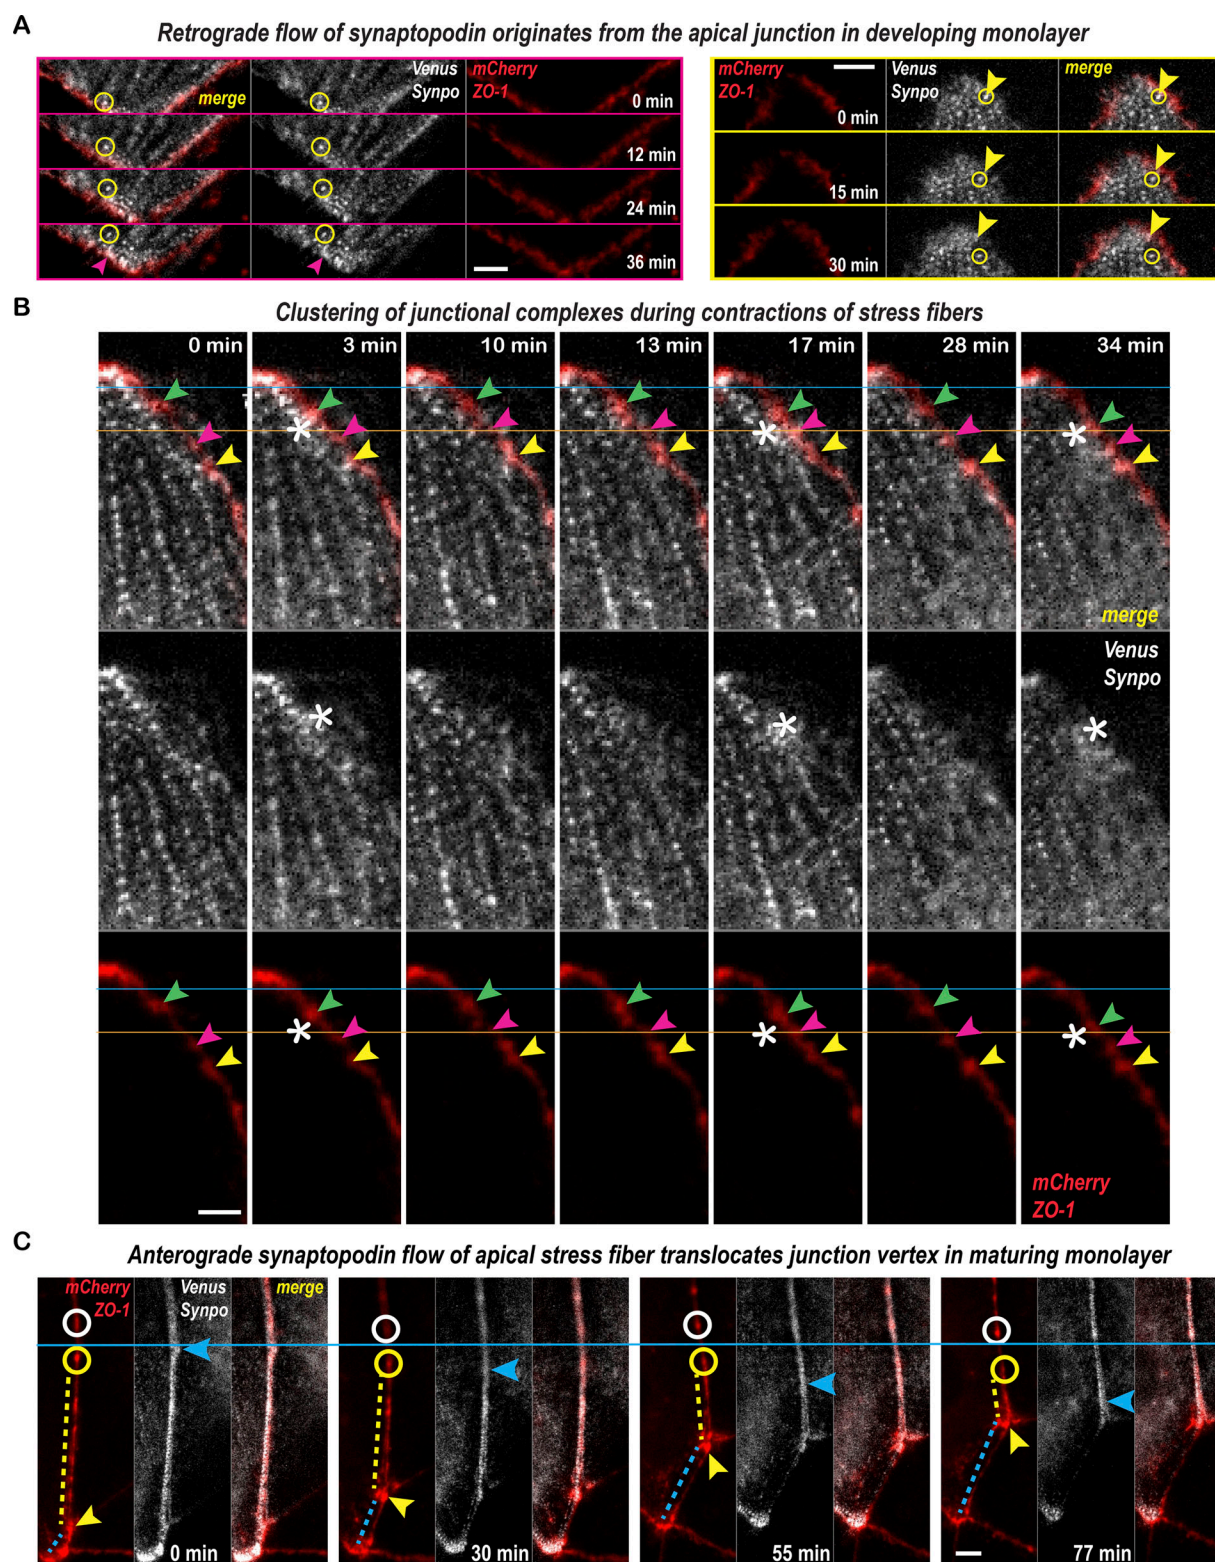 A
Retrograde flow of synaptopodin originates from the apical junction in developing monolayer
merge
Venus
Synpo
mCherry
ZO-1
0 min
12 min
24 min
36 min
mCherry
ZO-1
Venus
Synpo
merge
0 min
15 min
30 min
B
Clustering of junctional complexes during contractions of stress fibers
0 min
3 min
10 min
13 min
17 min
28 min
34 min
merge
Venus
Synpo
mCherry
ZO-1
C
Anterograde synaptopodin flow of apical stress fiber translocates junction vertex in maturing monolayer
mCherry
ZO-1
Venus
Synpo
merge
0 min
30 min
55 min
77 min